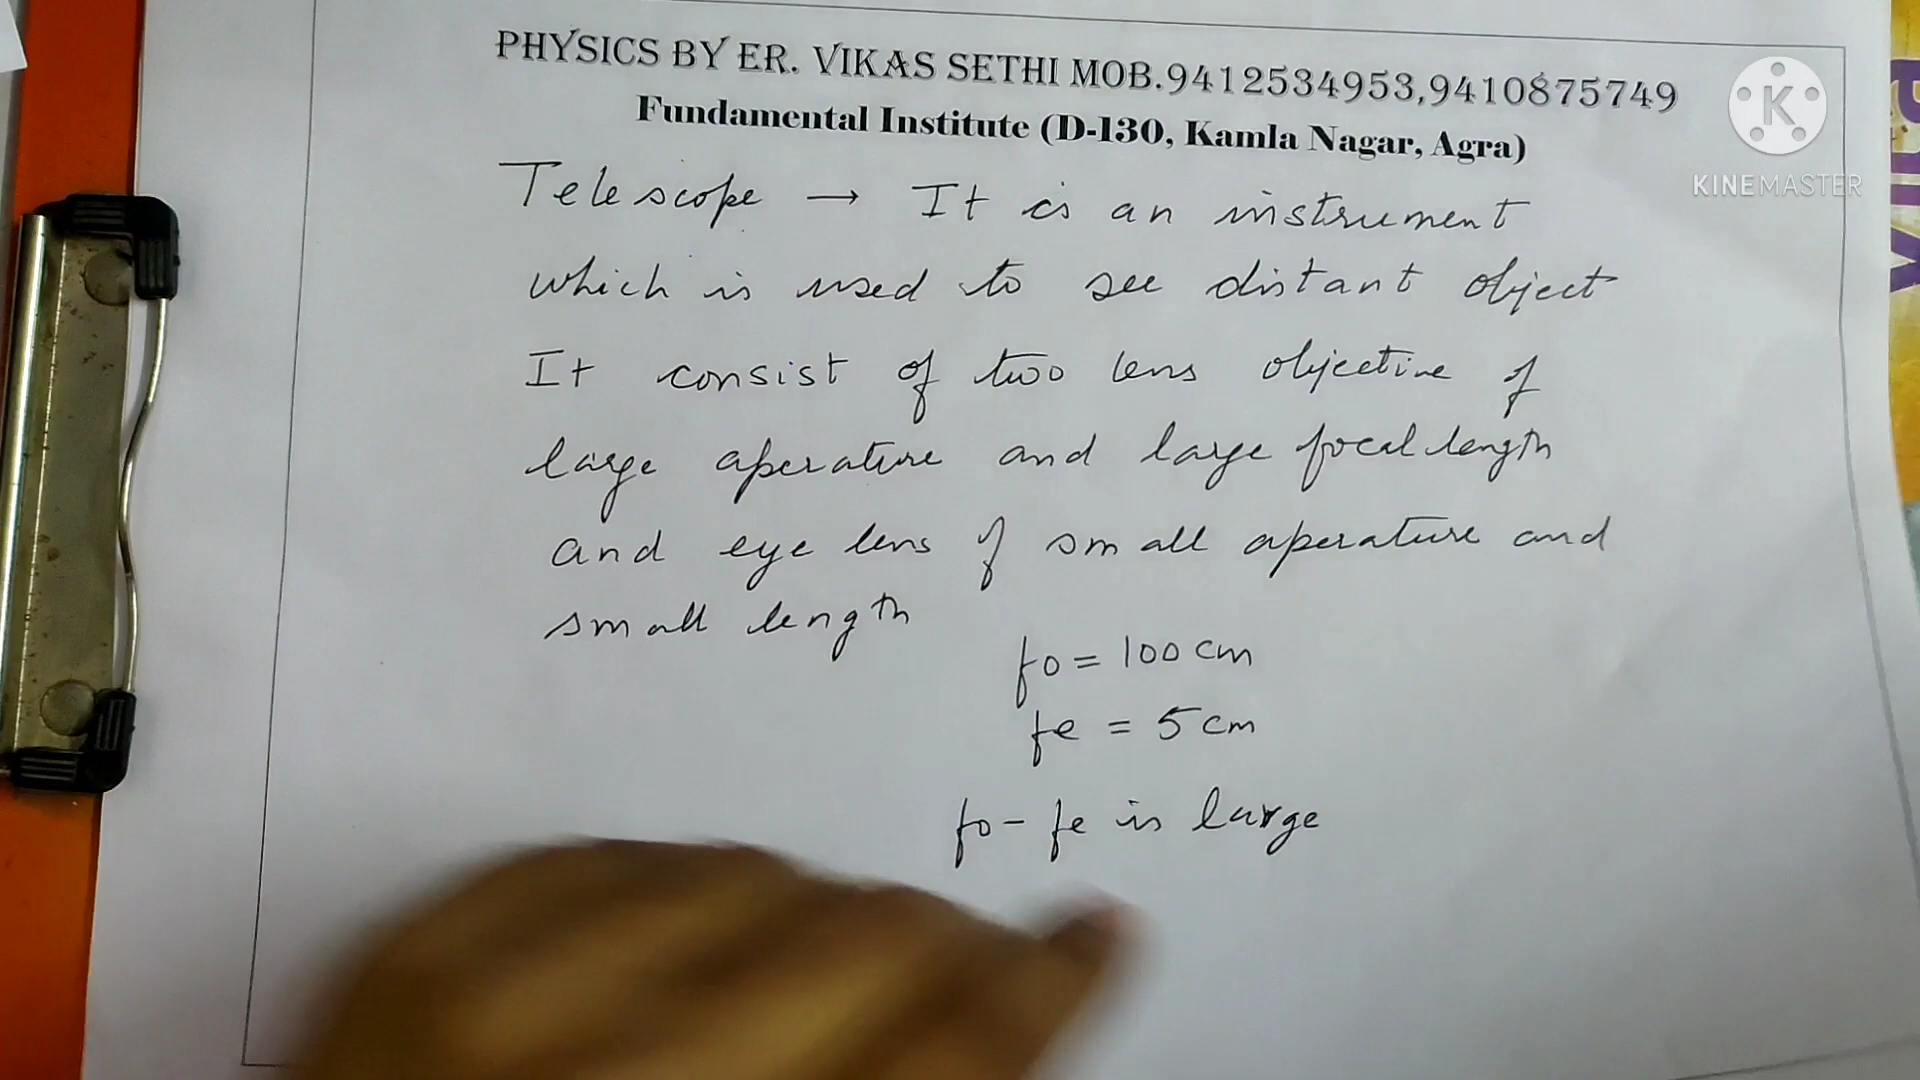 PHYSICS BY ER. VIKAS SETHI MOB.9412534953,9410875749
Fundamental Institute (D-130, Kamla Nagar, Agra)
K
KINEMASTER
Telescope → It is an instrument
which is used to see distant object
It consist of two lens objective of
large aperature and large focal length
and eye lens of small aperature and
small length
fo = 100 cm
fe = 5 cm
fo - fe is large